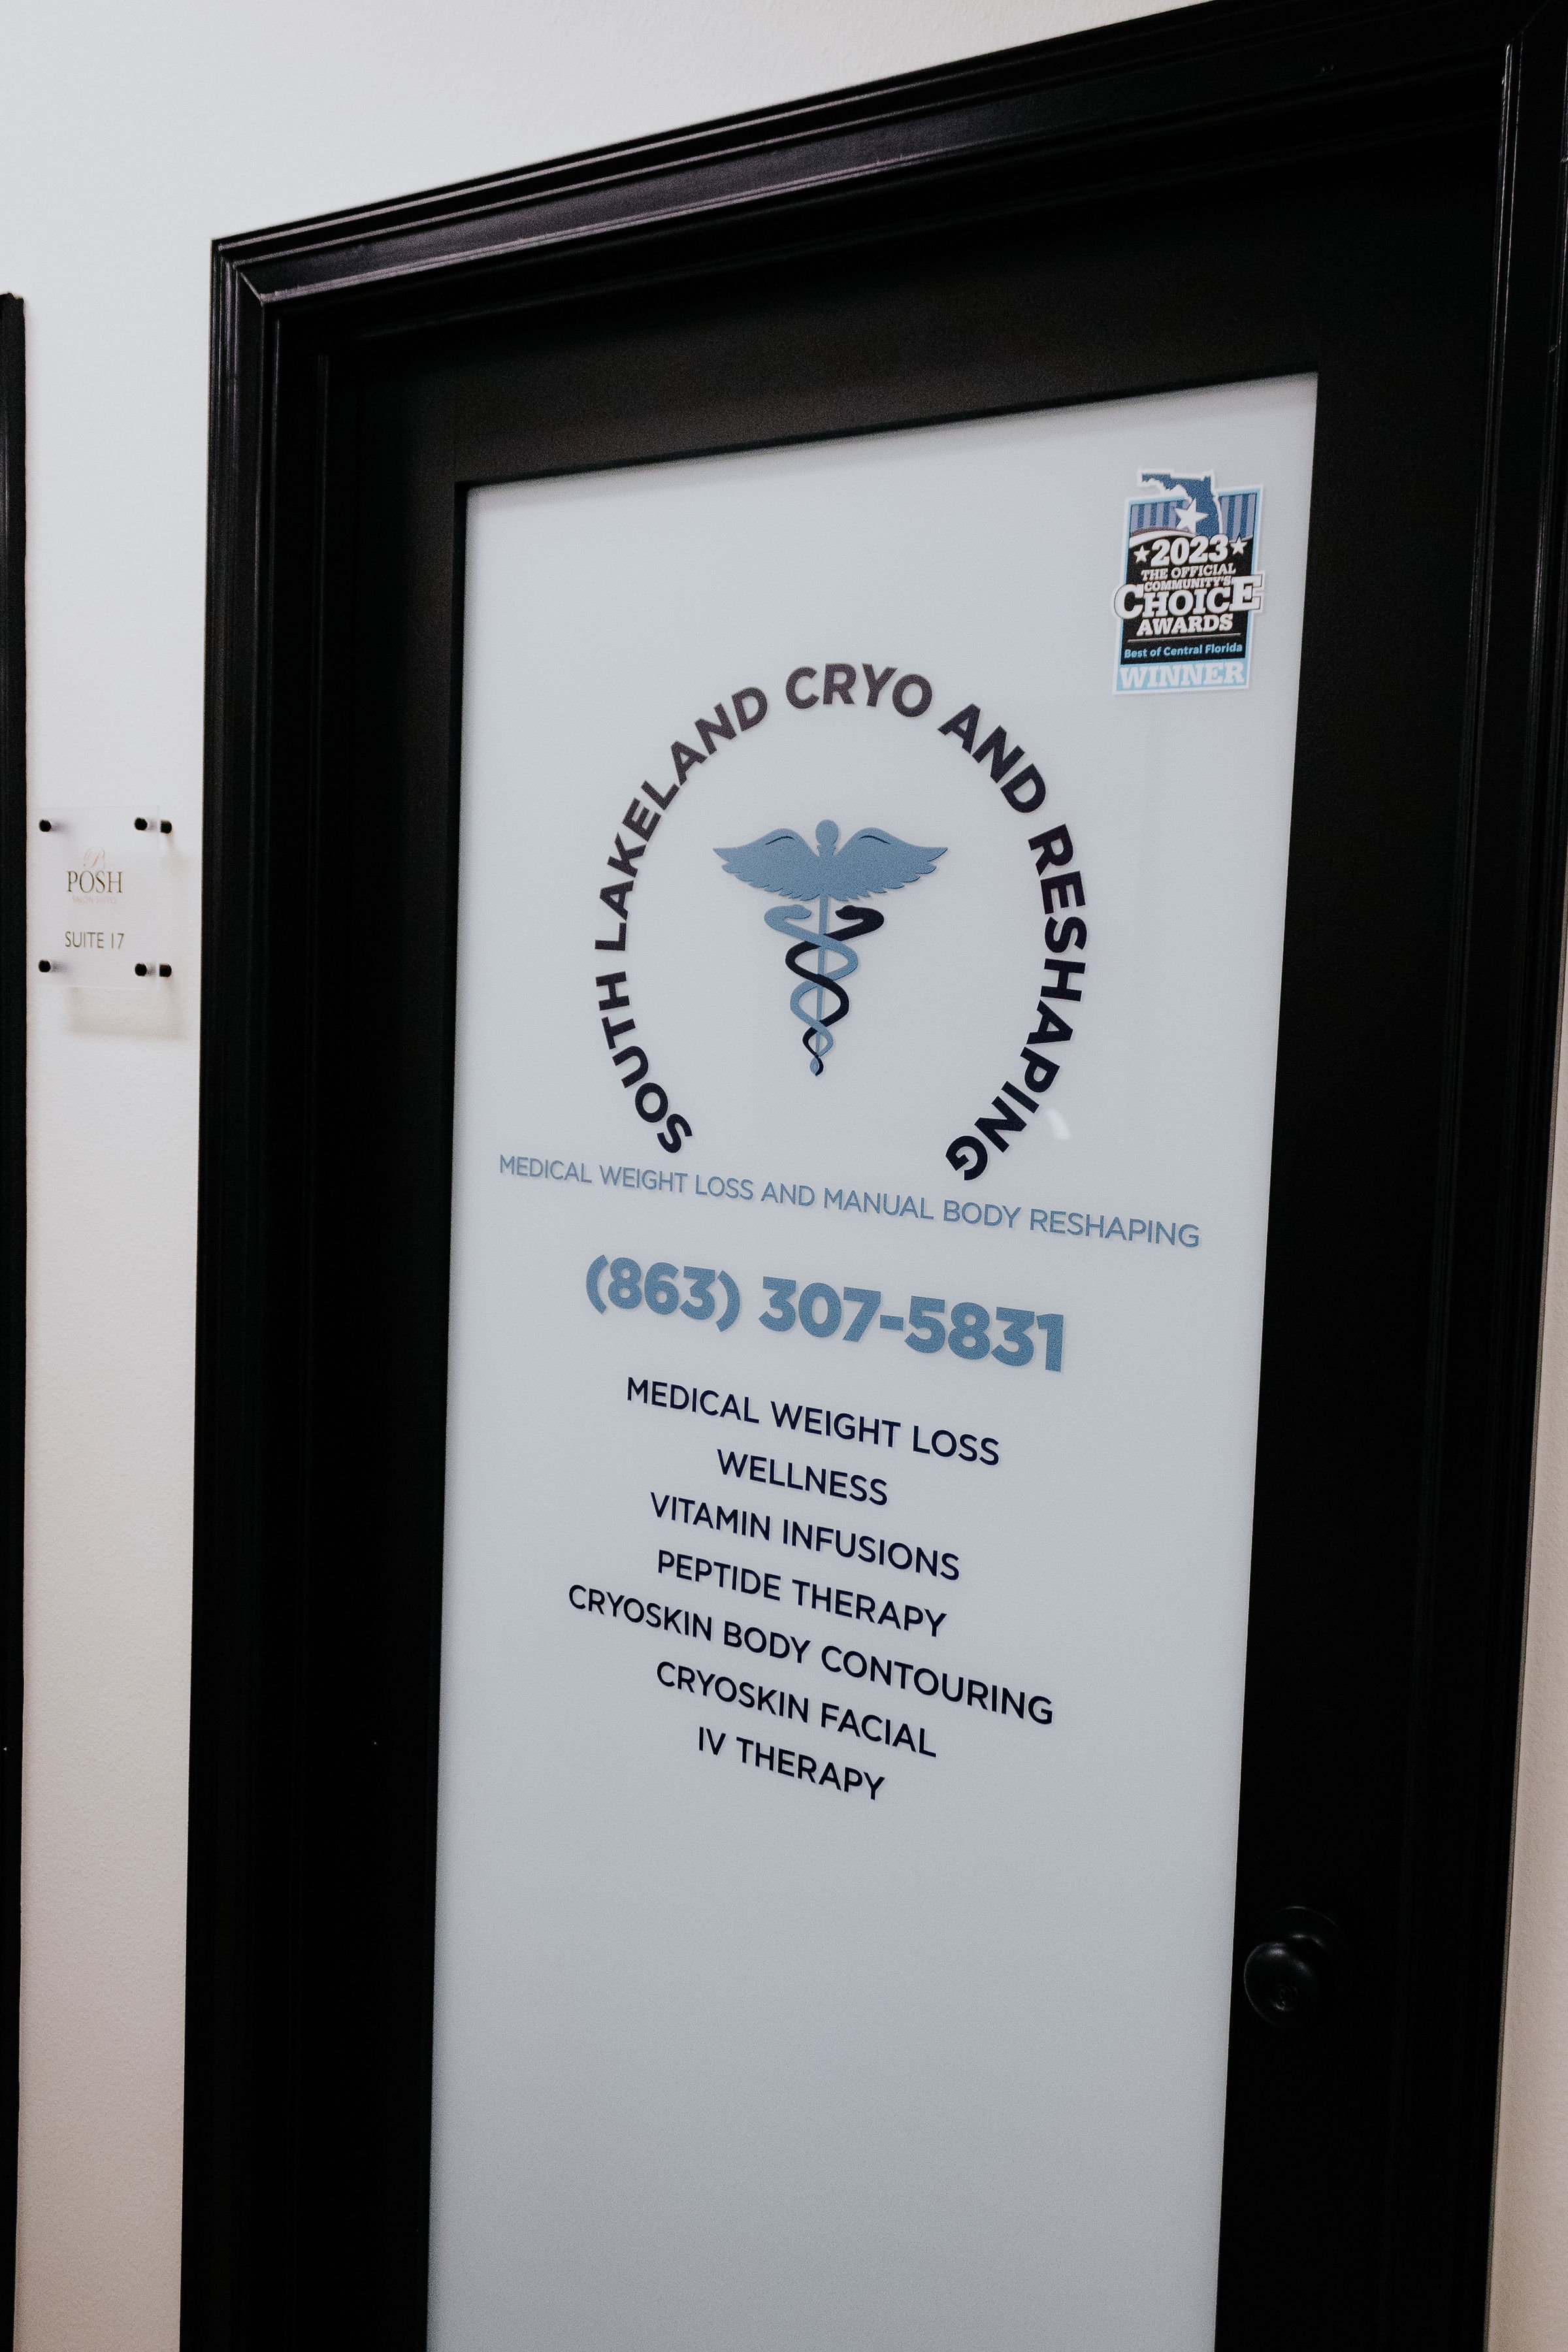 2023
THE OFFICIAL
COMMUNITY'S
CHOICE
AWARDS
Best of Central Florida
WINNER
SOUTH LAKELAND CRYO AND RESHAPING
POSH
SALON SUITES
SUITE 17
MEDICAL WEIGHT LOSS AND MANUAL BODY RESHAPING
(863) 307-5831
MEDICAL WEIGHT LOSS
WELLNESS
VITAMIN INFUSIONS
PEPTIDE THERAPY
CRYOSKIN BODY CONTOURING
CRYOSKIN FACIAL
IV THERAPY